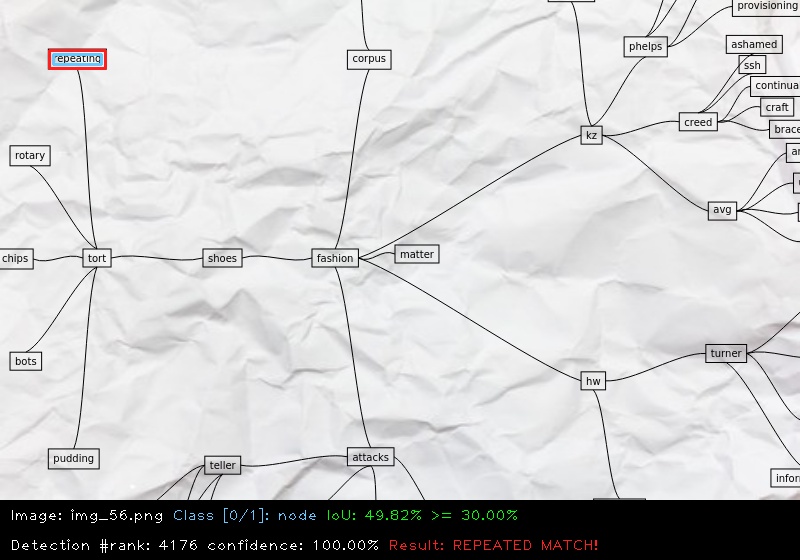 provisioning
phelps
ashamed
repeating
corpus
ssh
continua
craft
creed
brace
kz
rotary
avg
chips
tort
shoes
fashion
matter
turner
bots
hw
pudding
teller
attacks
inform
Image: img_56.png Class [0/1]: node IoU: 49.82% >= 30.00%
Detection #rank: 4176 confidence: 100.00% Result: REPEATED MATCH!